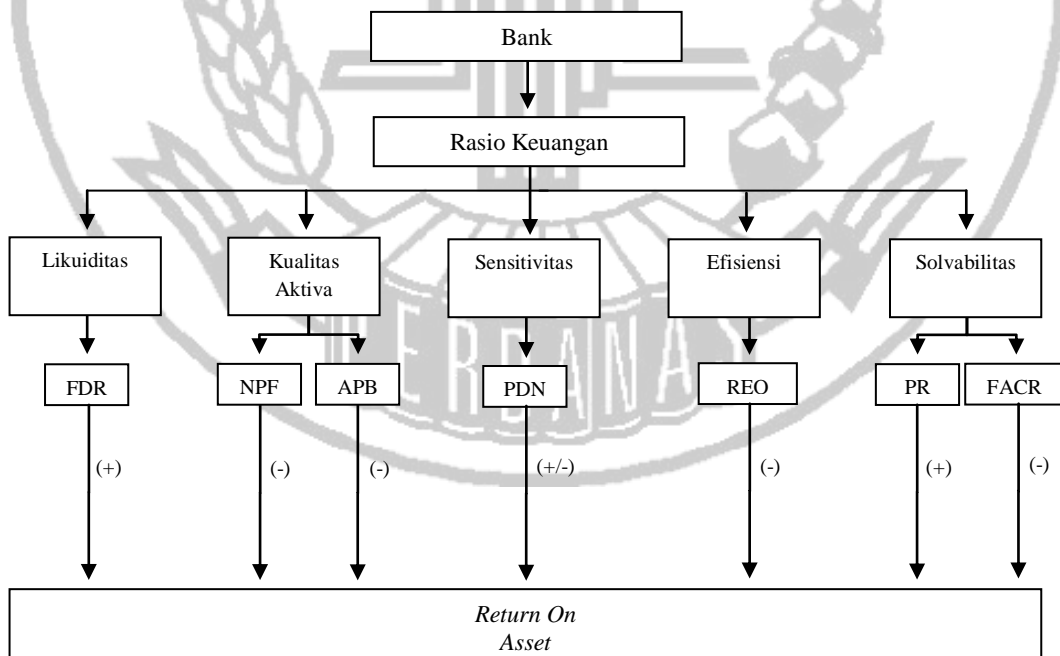 Bank
Rasio Keuangan
Likuiditas
Kualitas
Aktiva
Sensitivitas
Efisiensi
Solvabilitas
FDR
NPF
APB
PDN
REO
PR
FACR
(+)
(-)
(-)
(+/-)
(-)
(+)
(-)
Return On
Asset